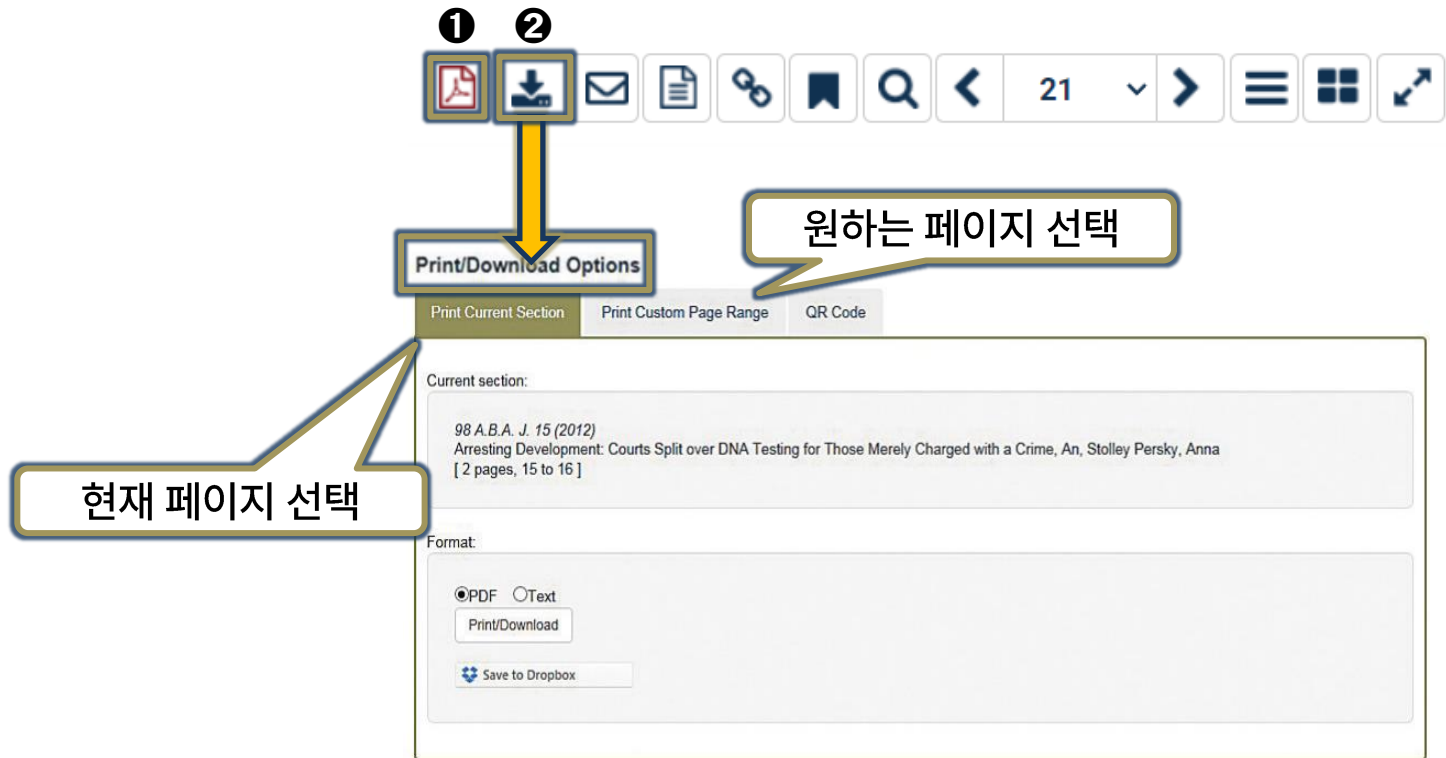 ❶ ❷
21
원하는 페이지 선택
Print/Download Options
Print Current Section Print Custom Page Range QR Code
Current section:
98 A.B.A. J. 15 (2012)
Arresting Development: Courts Split over DNA Testing for Those Merely Charged with a Crime, An, Stolley Persky, Anna
[ 2 pages, 15 to 16 ]
현재 페이지 선택
Format:
PDF Text
Print/Download
Save to Dropbox